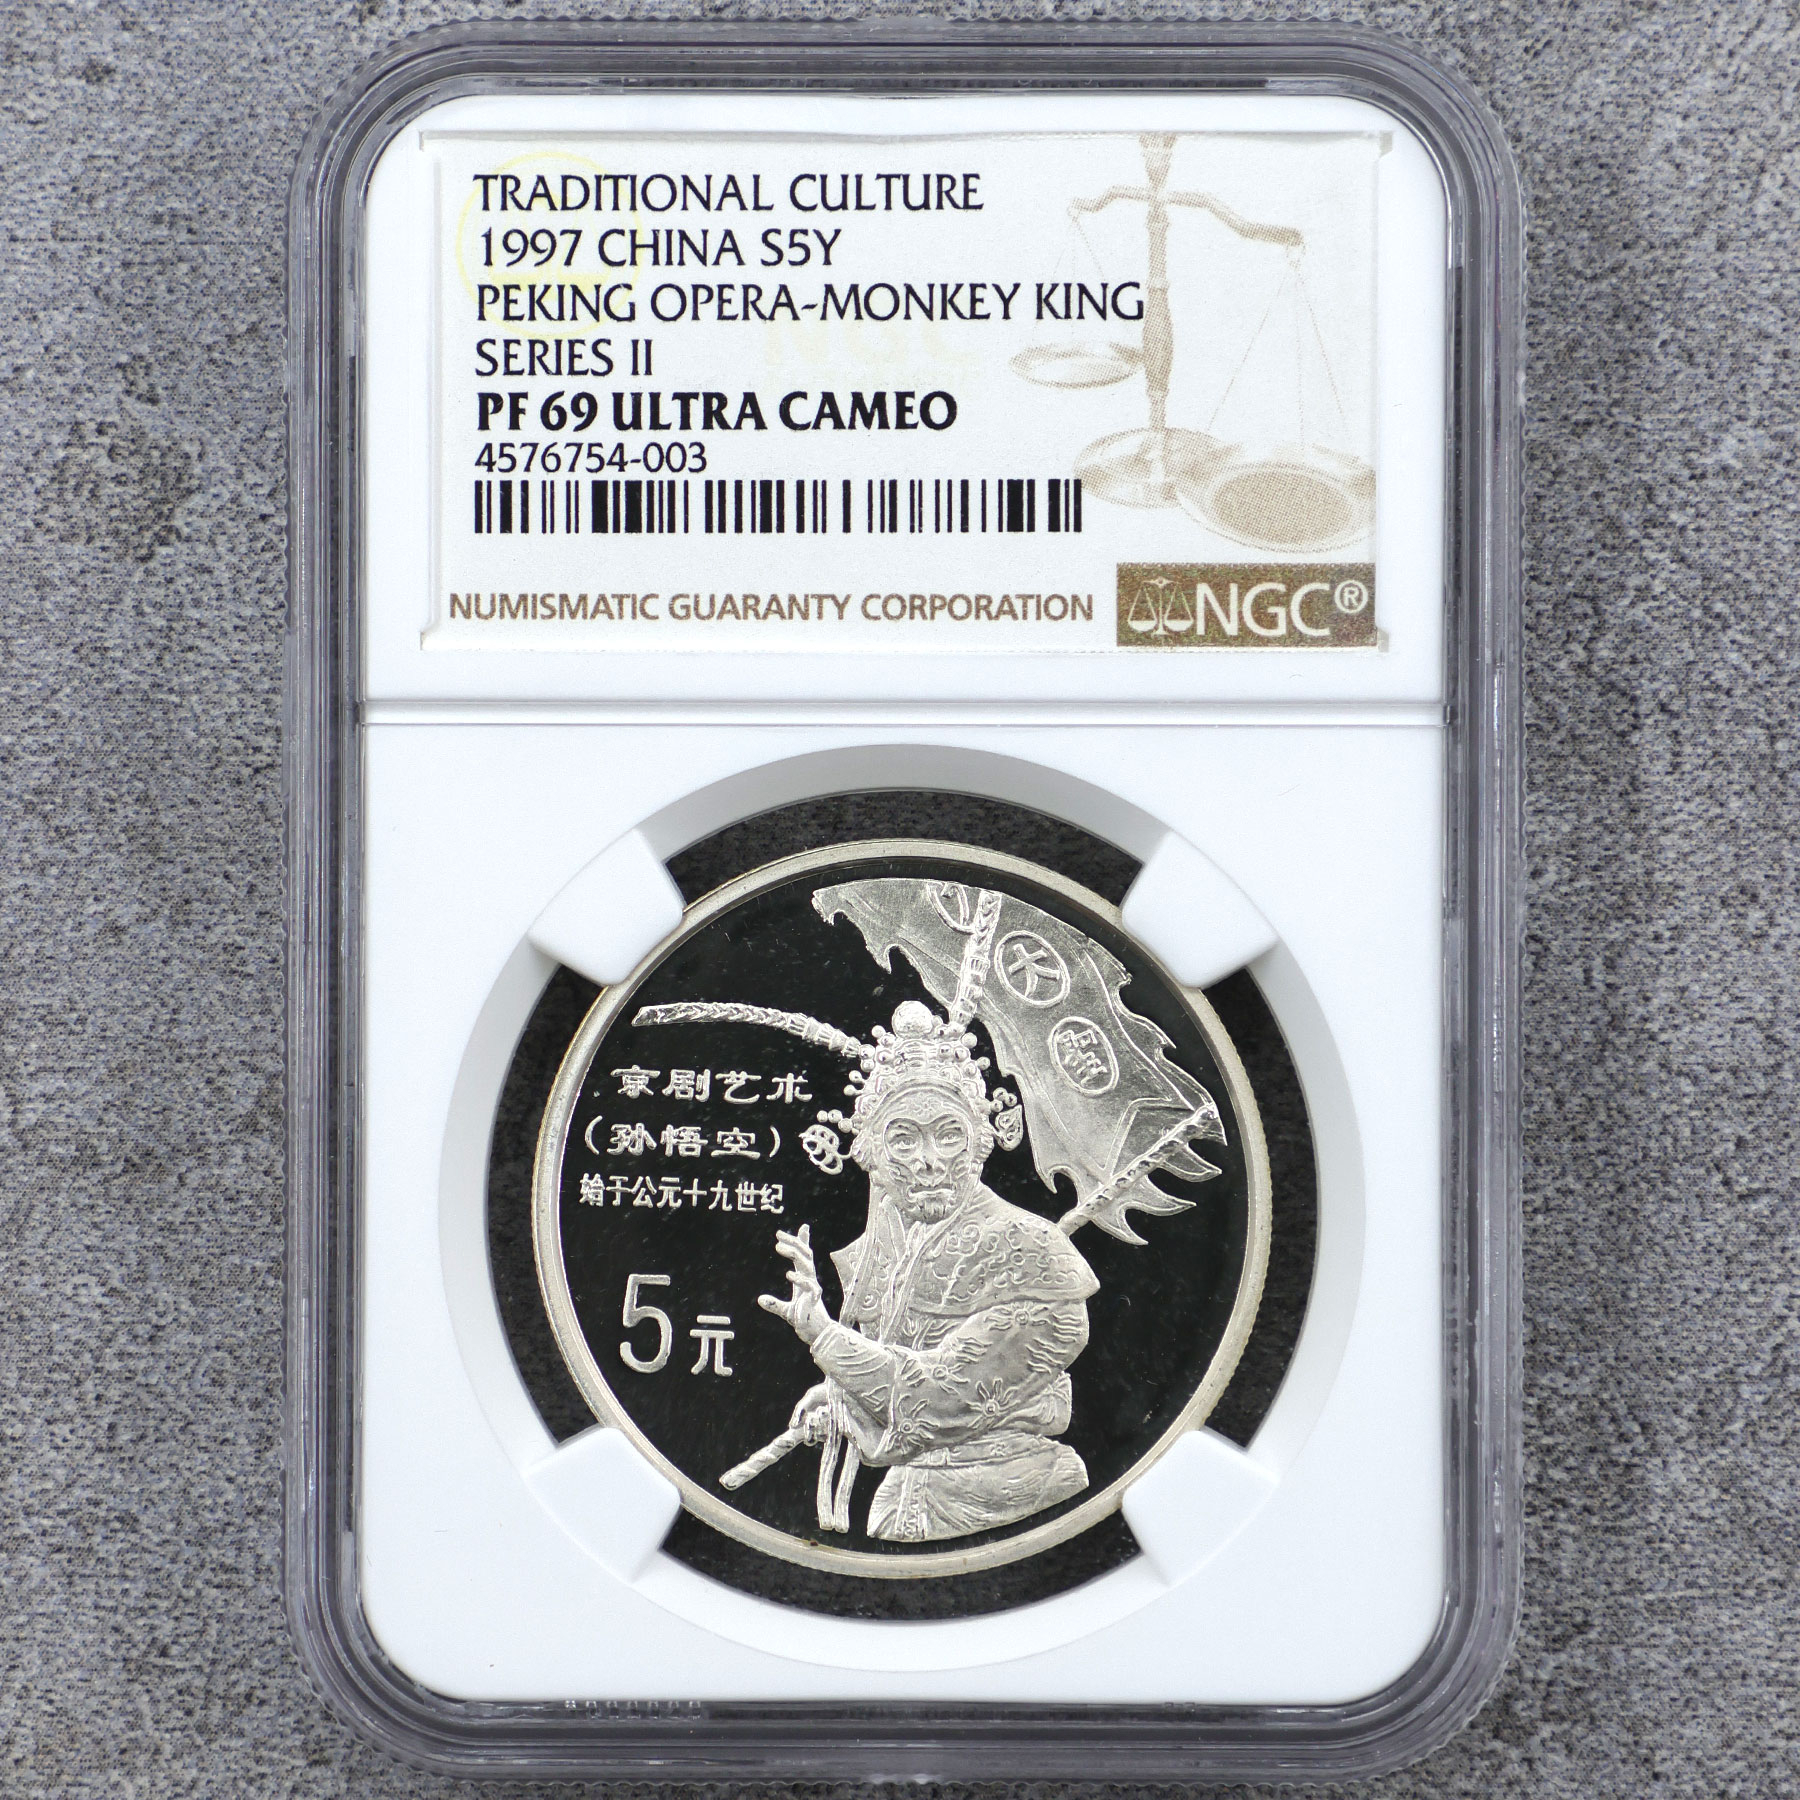 TRADITIONAL CULTURE
1997 CHINA S5Y
PEKING OPERA-MONKEY KING
SERIES II
PF 69 ULTRA CAMEO
4576754-003
NUMISMATIC GUARANTY CORPORATION
NGC®
大
京剧艺术
(孙悟空)
始于公元十九世纪
5元